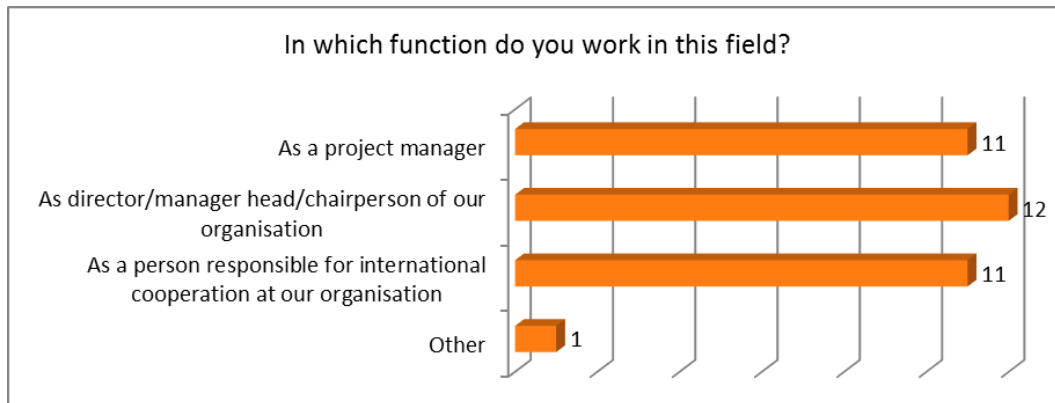 In which function do you work in this field?
As a project manager
11
As director/manager head/chairperson of our
organisation
12
As a person responsible for international
cooperation at our organisation
11
Other
1